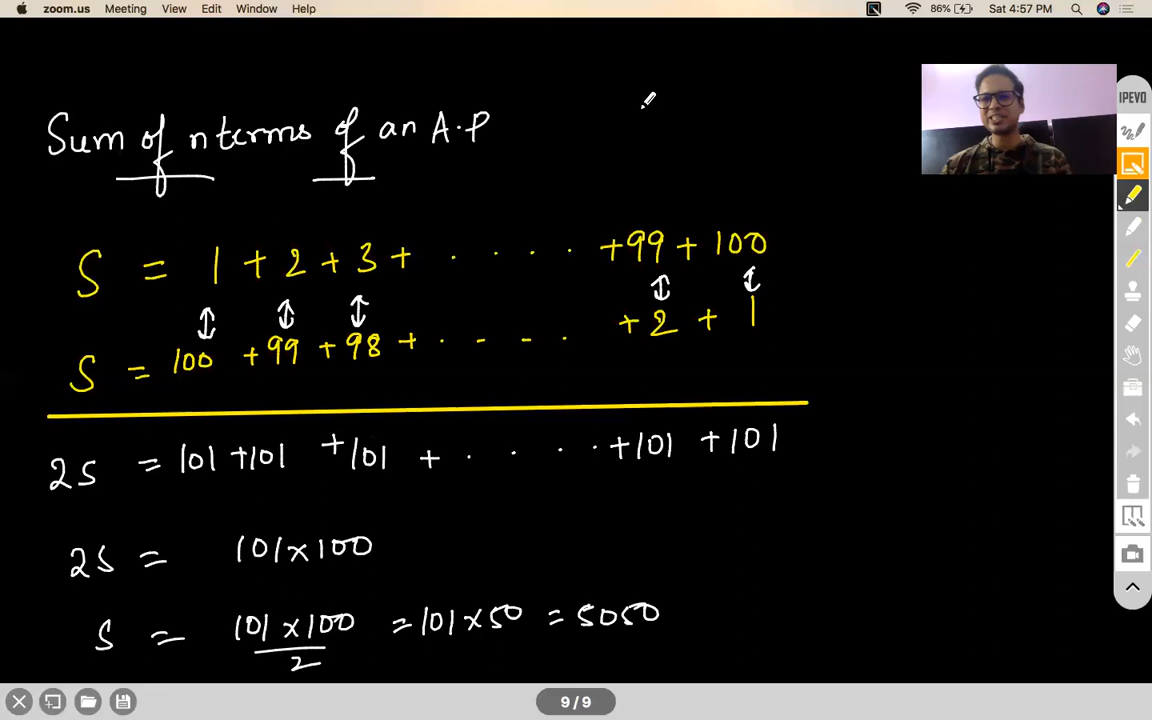 zoom.us Meeting View Edit Window Help 86% Sat 4:57 PM
IPEVO
Sum of n terms of an A.P
S = 1 + 2 + 3 + . . . . +99 + 100
S = 100 +99 +98 + . - - . +2 + 1
2S = 101 +101 +101 + . . . . +101 +101
2S = 101×100
S = 101×100/2 = 101×50 = 5050
9/9